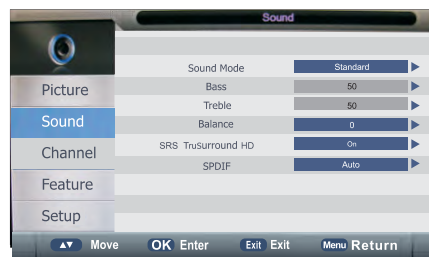 Sound
Picture
Sound
Channel
Feature
Setup
Sound Mode Standard
Bass 50
Treble 50
Balance 0
SRS TruSurround HD On
SPDIF Auto
Move OK Enter Exit Exit Menu Return